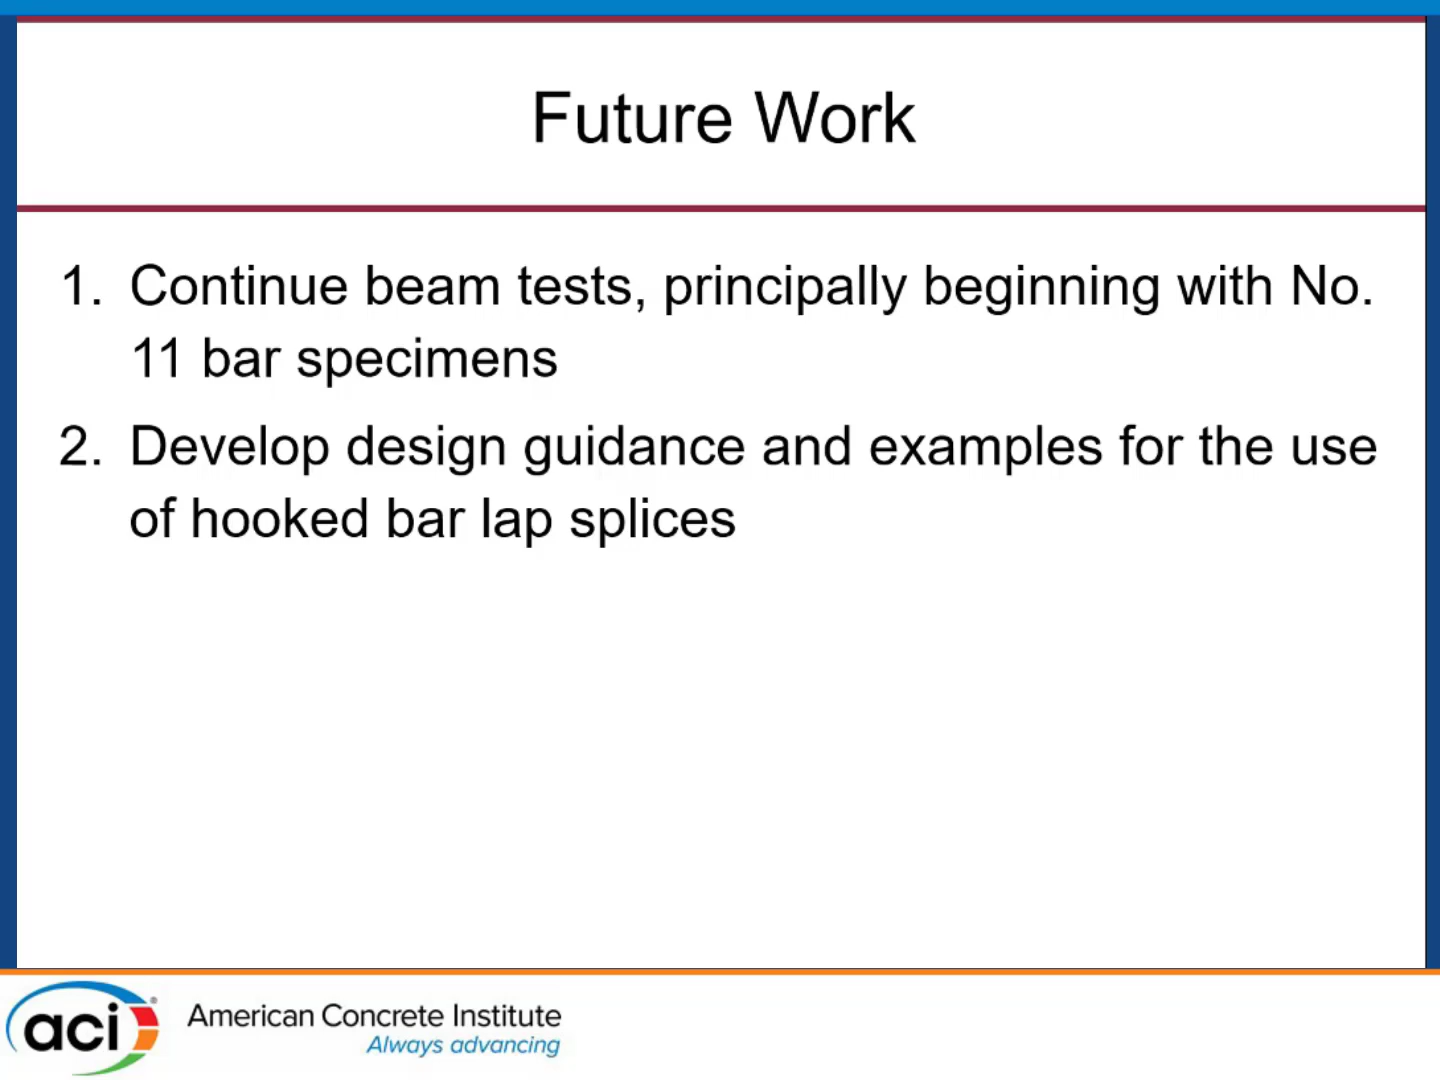 Future Work
1. Continue beam tests, principally beginning with No.
11 bar specimens
2. Develop design guidance and examples for the use
of hooked bar lap splices
aci®
American Concrete Institute
Always advancing